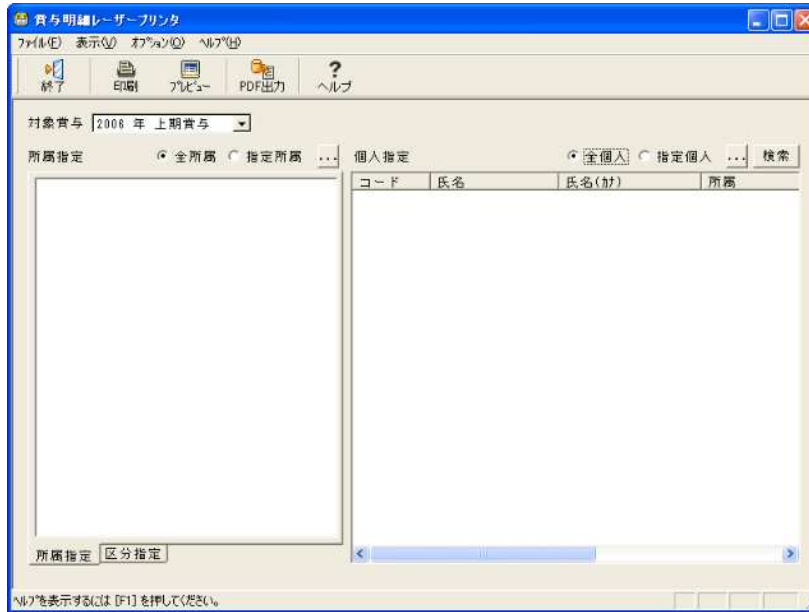 賞与明細レーザープリンタ
ファイル(F) 表示(V) オプション(O) ヘルプ(H)
終了 印刷 プレビュー PDF出力 ? ヘルプ
対象賞与 2006 年 上期賞与
所属指定 全所属 指定所属 ... 個人指定 全個人 指定個人 ... 検索
コード 氏名 氏名(カナ) 所属
所属指定 区分指定
ヘルプを表示するには [F1] を押してください。